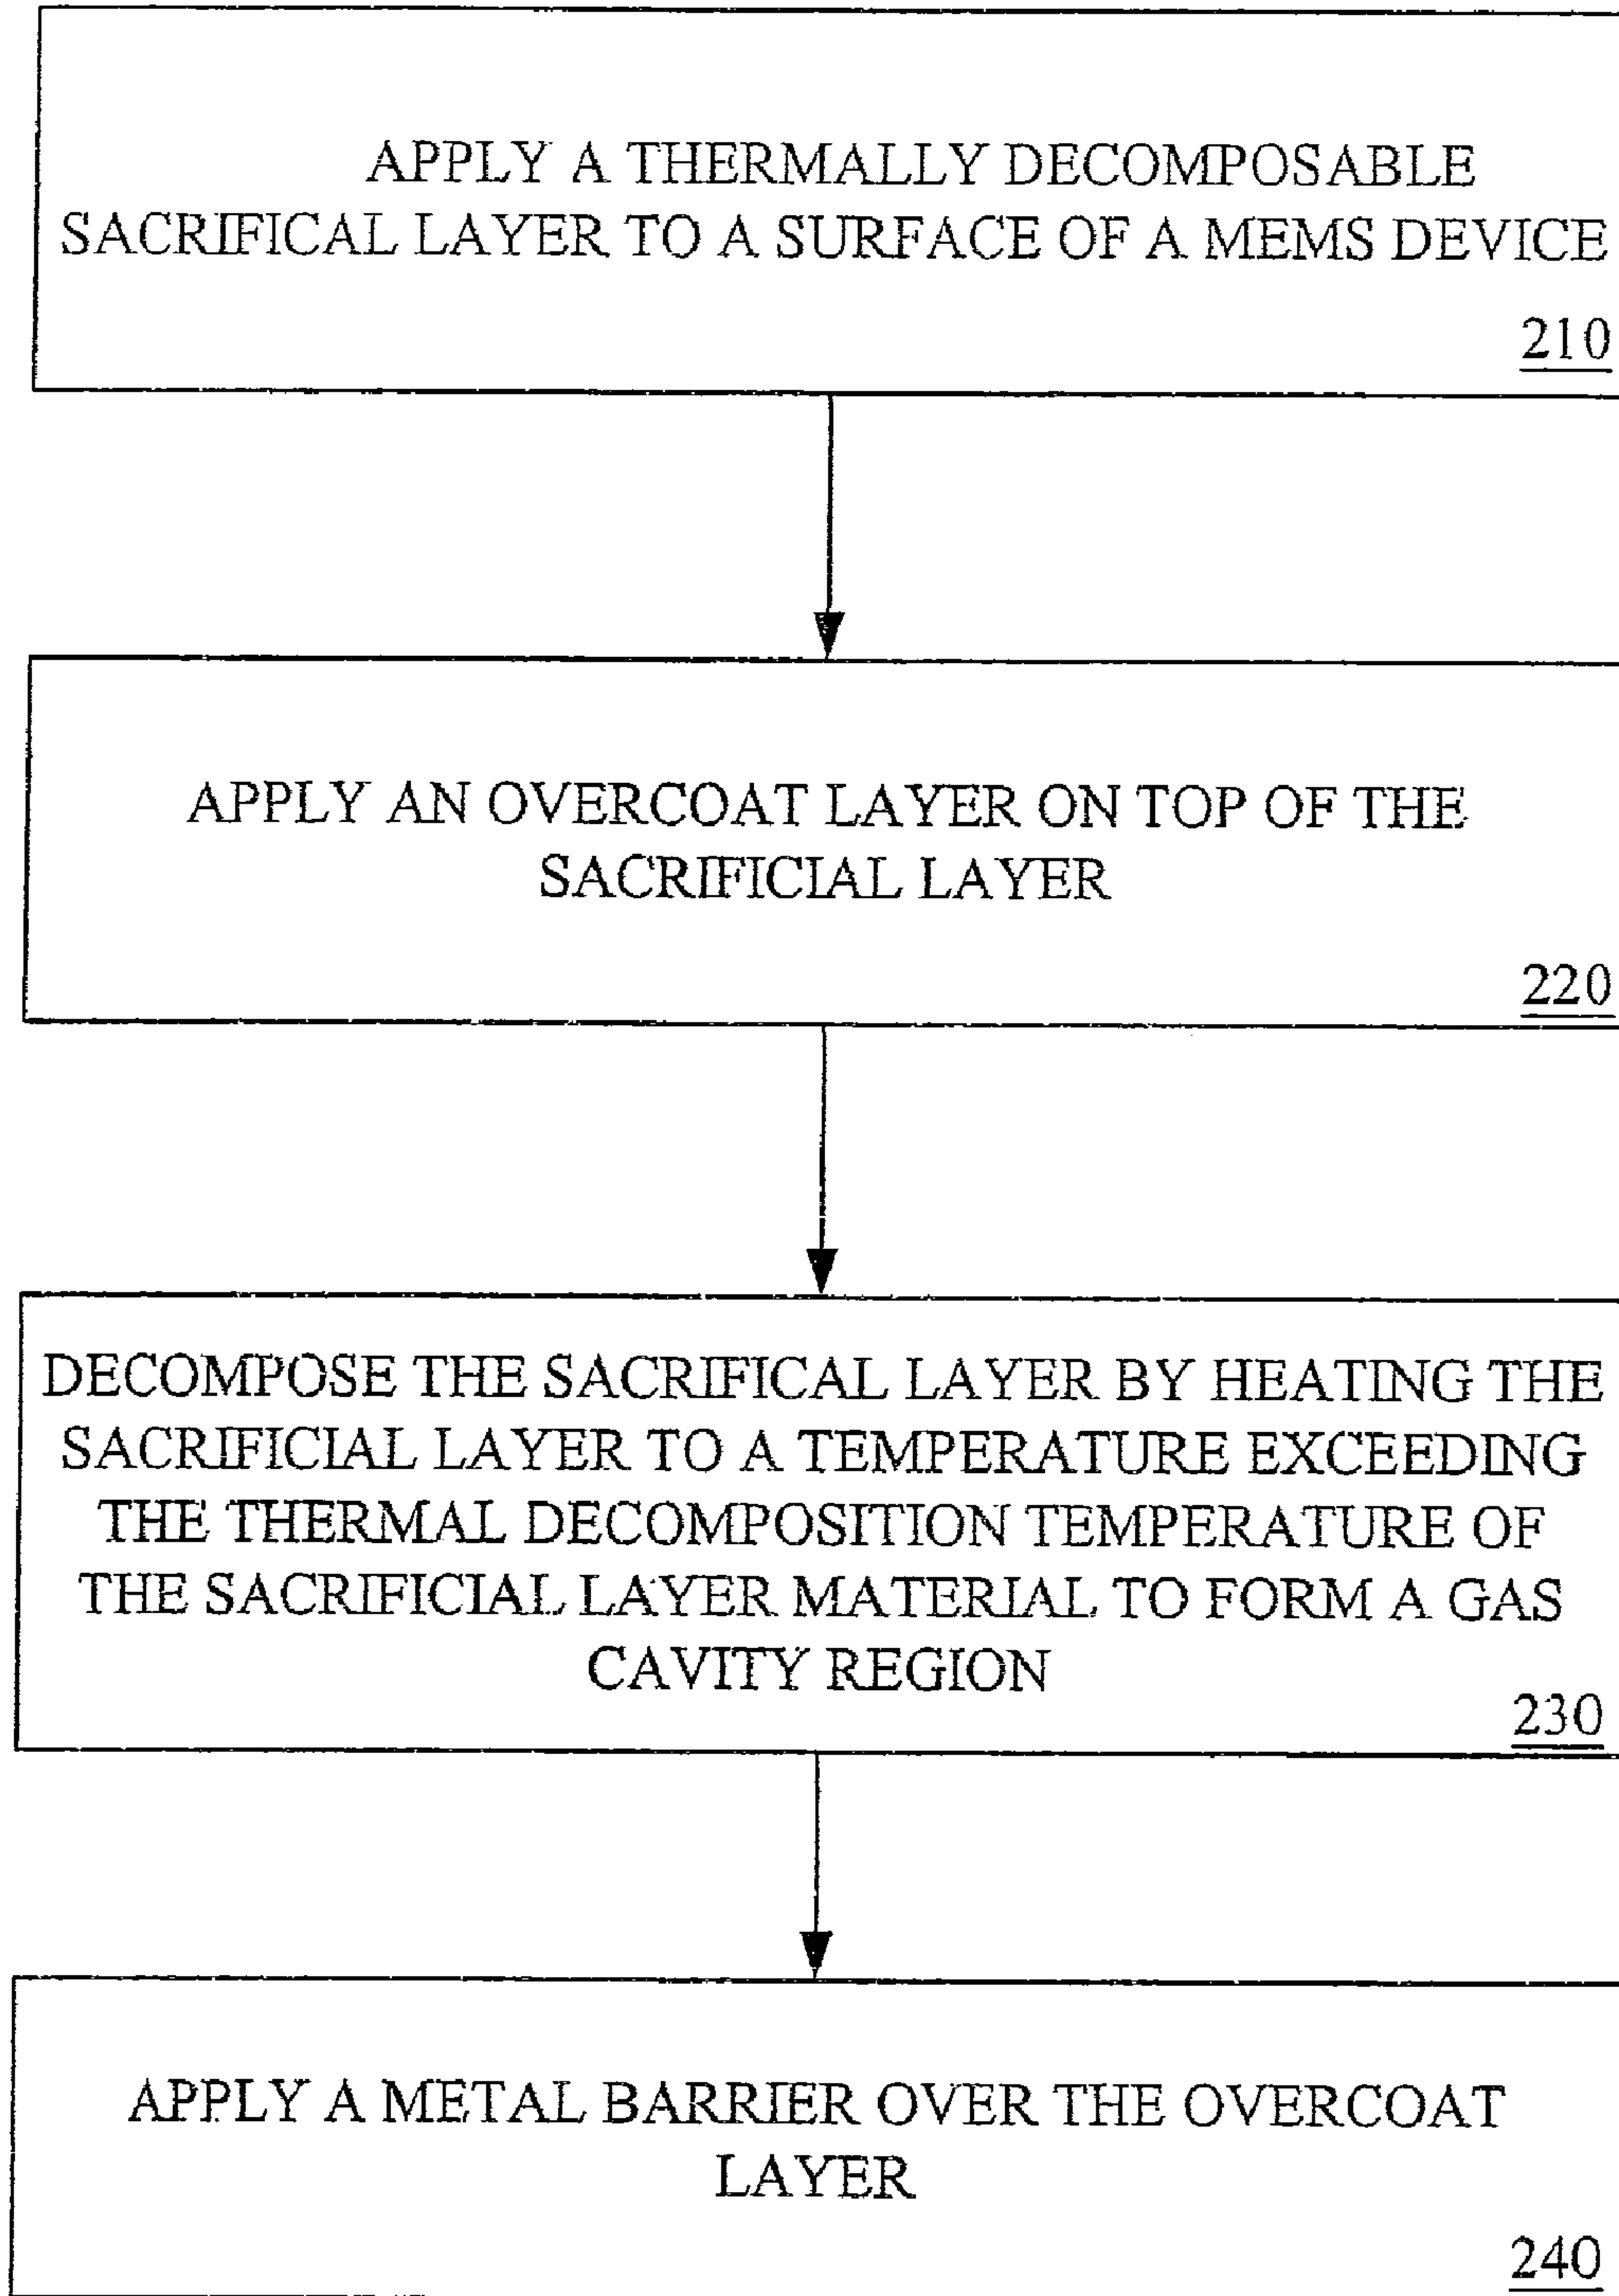 APPLY A THERMALLY DECOMPOSABLE
SACRIFICAL LAYER TO A SURFACE OF A MEMS DEVICE
210
APPLY AN OVERCOAT LAYER ON TOP OF THE
SACRIFICIAL LAYER
220
DECOMPOSE THE SACRIFICAL LAYER BY HEATING THE
SACRIFICIAL LAYER TO A TEMPERATURE EXCEEDING
THE THERMAL DECOMPOSITION TEMPERATURE OF
THE SACRIFICIAL LAYER MATERIAL TO FORM A GAS
CAVITY REGION
230
APPLY A METAL BARRIER OVER THE OVERCOAT
LAYER
240